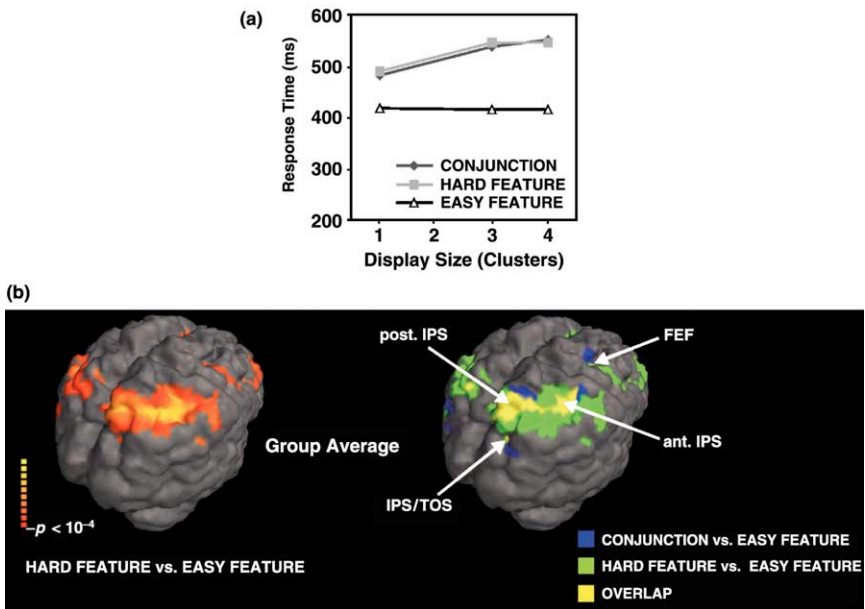 (a)
600
500
400
300
200
Response Time (ms)
CONJUNCTION
HARD FEATURE
EASY FEATURE
1 2 3 4
Display Size (Clusters)
(b)
post. IPS
FEF
Group Average
ant. IPS
IPS/TOS
–p < 10⁻⁴
HARD FEATURE vs. EASY FEATURE
CONJUNCTION vs. EASY FEATURE
HARD FEATURE vs. EASY FEATURE
OVERLAP